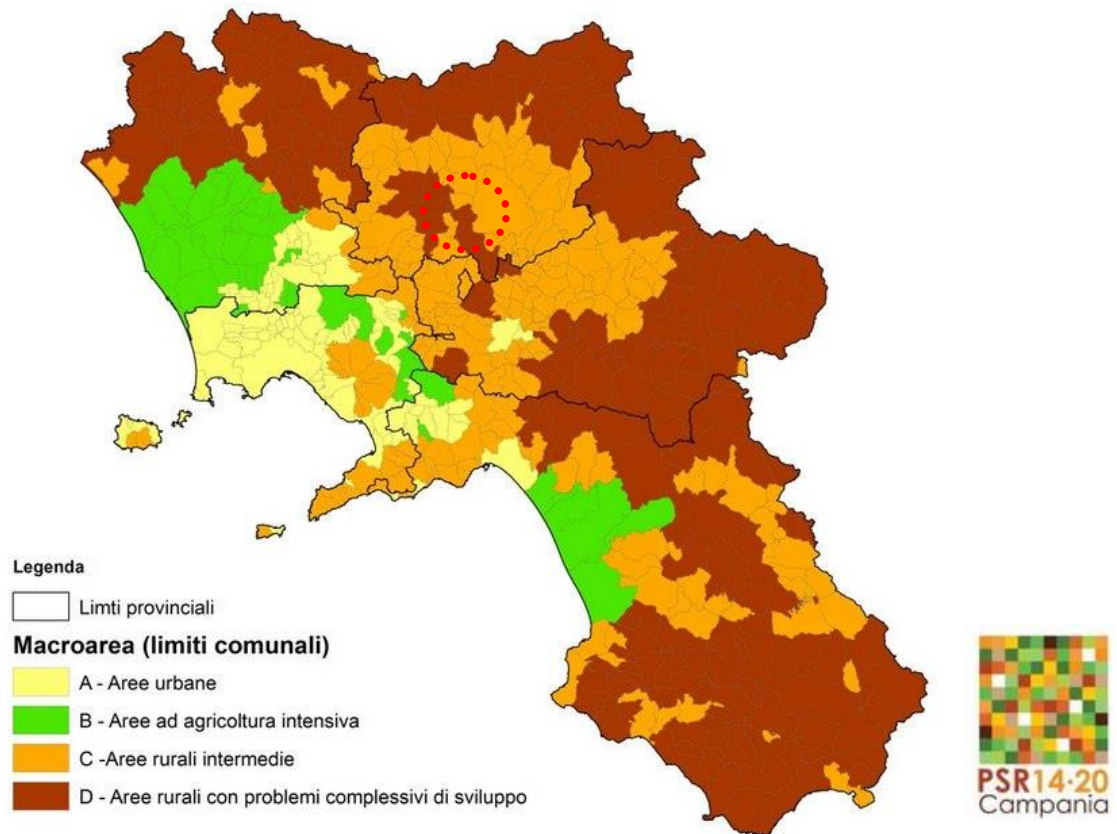 Legenda
Limti provinciali
Macroarea (limiti comunali)
A - Aree urbane
B - Aree ad agricoltura intensiva
C -Aree rurali intermedie
D - Aree rurali con problemi complessivi di sviluppo
PSR14-20
Campania